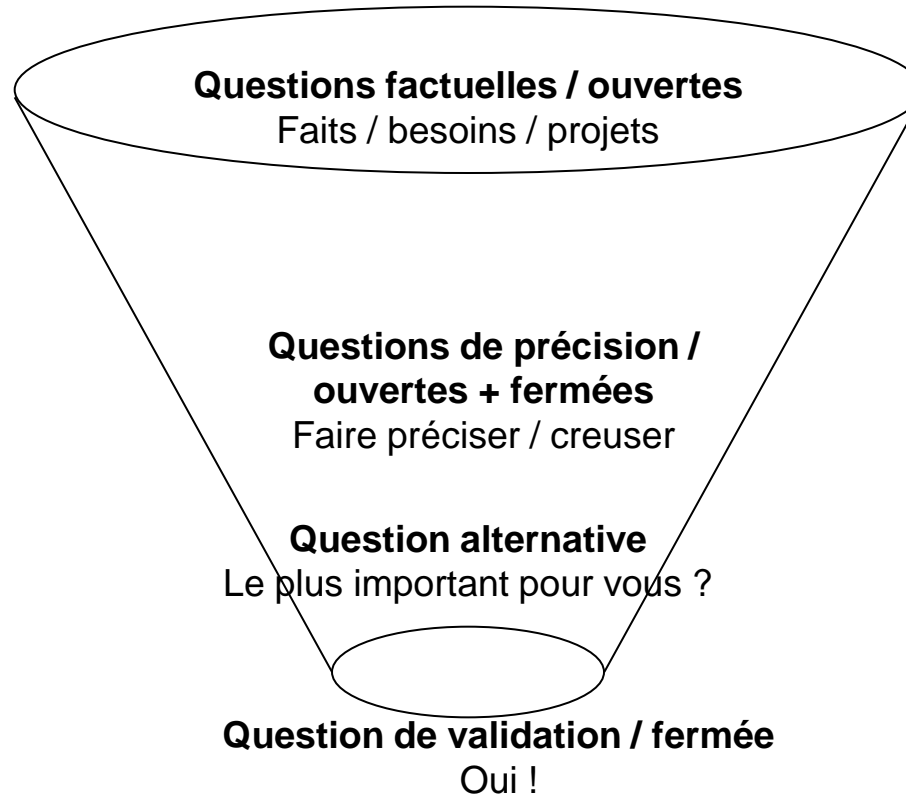 Questions factuelles / ouvertes
Faits / besoins / projets
Questions de précision /
ouvertes + fermées
Faire préciser / creuser
Question alternative
Le plus important pour vous ?
Question de validation / fermée
Oui !